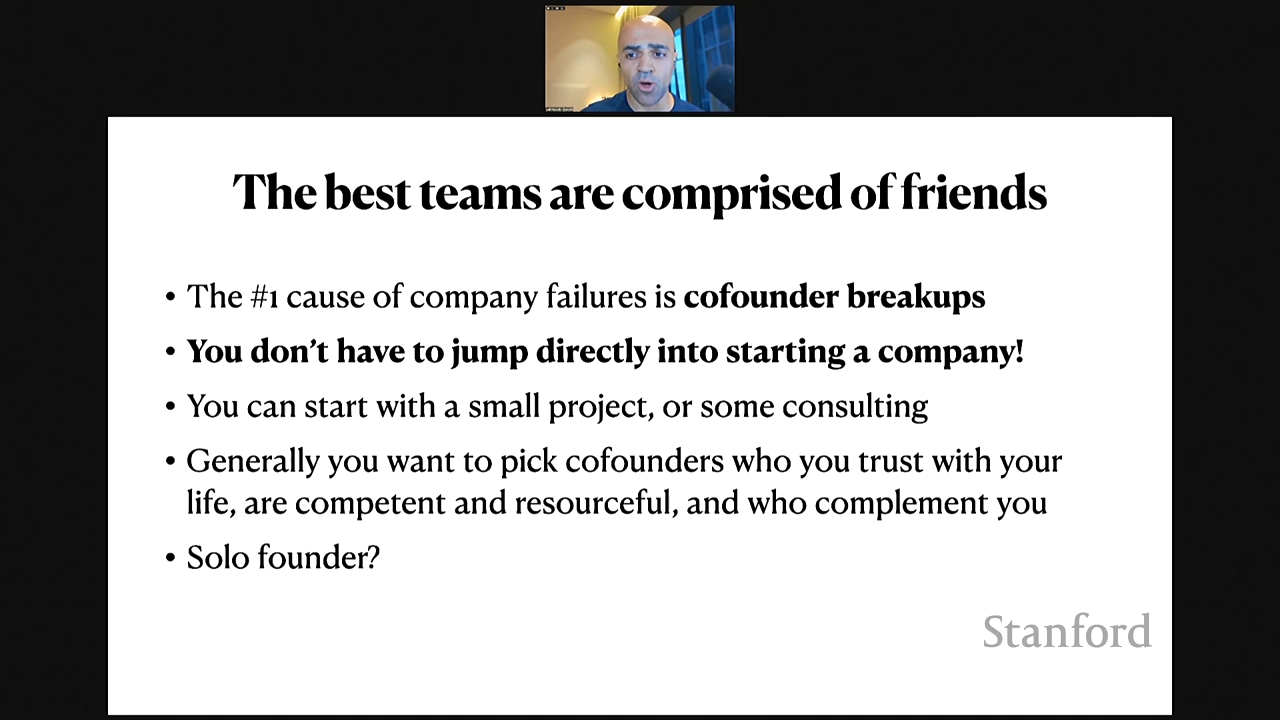 The best teams are comprised of friends
• The #1 cause of company failures is cofounder breakups
• You don't have to jump directly into starting a company!
• You can start with a small project, or some consulting
• Generally you want to pick cofounders who you trust with your
life, are competent and resourceful, and who complement you
• Solo founder?
Stanford